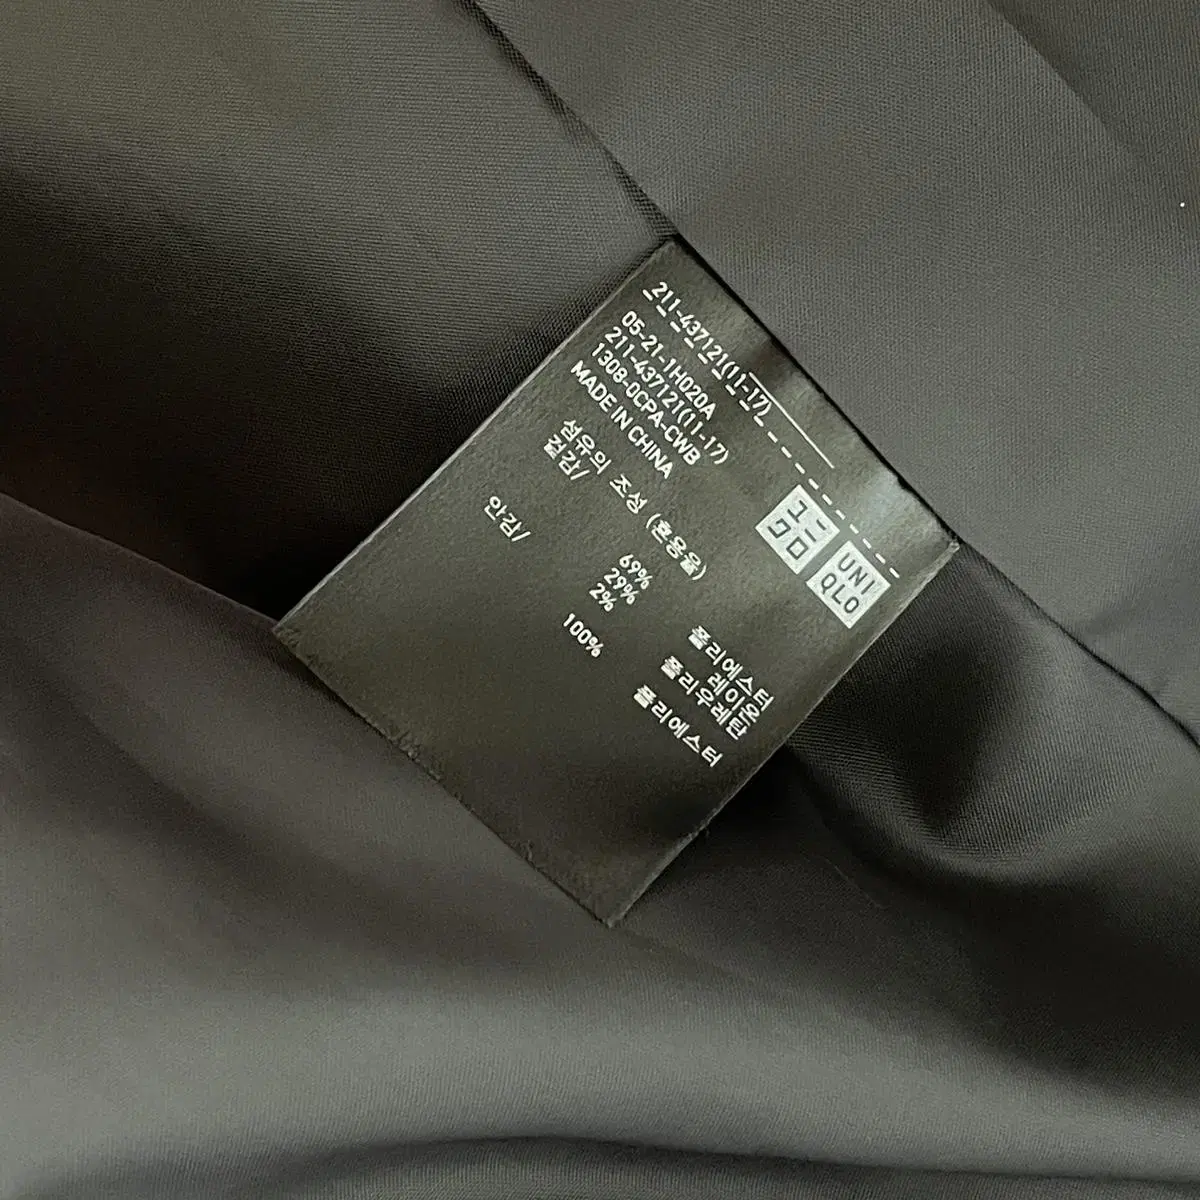 211-437121(11-17)
05-21-1H020A
211-437121(11-17)
1308-0CPA-CWB
MADE IN CHINA
섬유의 조성 (혼용율)
겉감/
69% 폴리에스터
29% 레이온
2% 폴리우레탄
안감/
100% 폴리에스터
ユニ
クロ
UNI
QLO